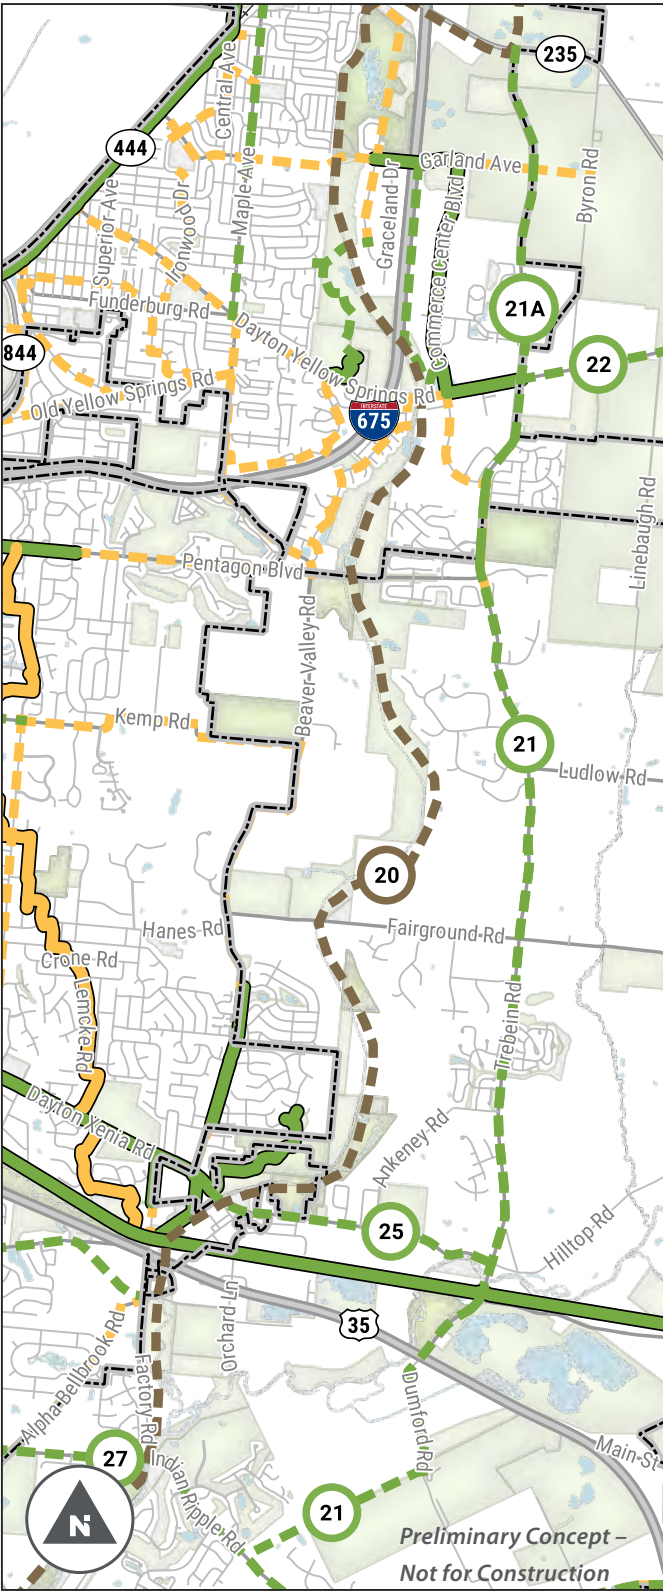 235
Central Ave
444
Garland Ave
Byron Rd
Maple Ave
Graceland Dr
Superior Ave
Ironwood Dr
Commerce Center Blvd
21A
Funderburg Rd
844
Dayton Yellow Springs Rd
22
Old Yellow Springs Rd
INTERSTATE
675
Linebaugh Rd
Pentagon Blvd
Beaver-Valley-Rd
Kemp Rd
21
Ludlow Rd
20
Hanes Rd
Fairground Rd
Crone Rd
Lemcke Rd
Trebein Rd
Dayton Xenia Rd
Ankeney Rd
25
Hilltop Rd
Orchard Ln
35
Alpha Bellbrook Rd
Factory Rd
Dumford Rd
Main St
27
Indian Ripple Rd
N
21
Preliminary Concept –
Not for Construction